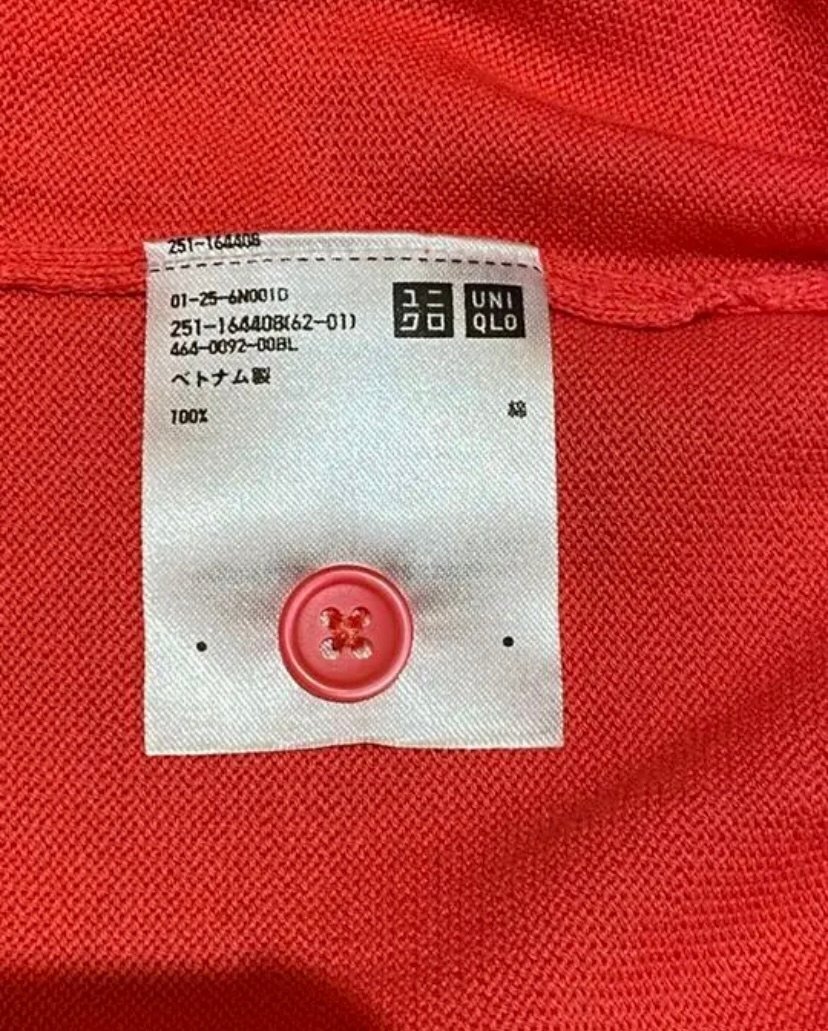 251-164408
01-25-6N001D
251-164408(62-01)
464-0092-00BL
ベトナム製
100% 綿
ユニ
クロ
UNI
QLO